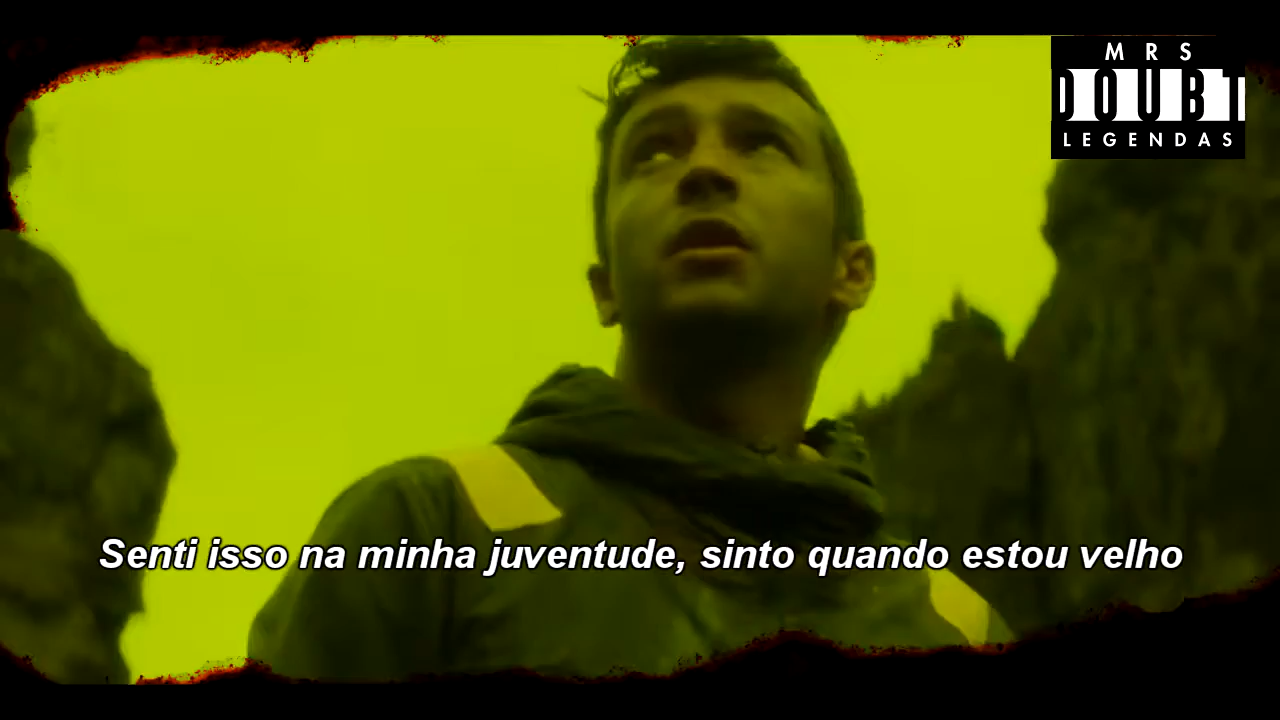 MRS
DOUBT
LEGENDAS
Senti isso na minha juventude, sinto quando estou velho